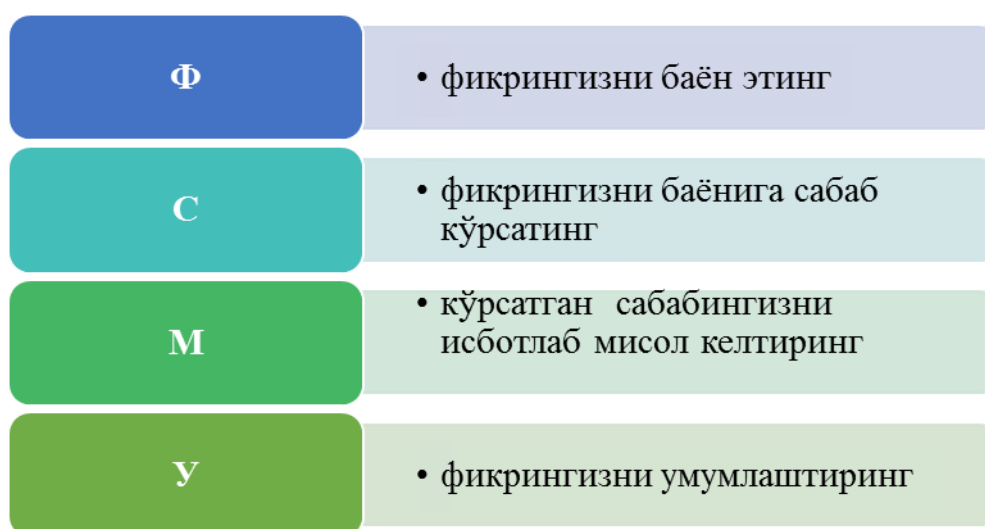 Ф
• фикрингизни баён этинг
С
• фикрингизни баёнига сабаб
кўрсатинг
М
• кўрсатган сабабингизни
исботлаб мисол келтиринг
У
• фикрингизни умумлаштиринг